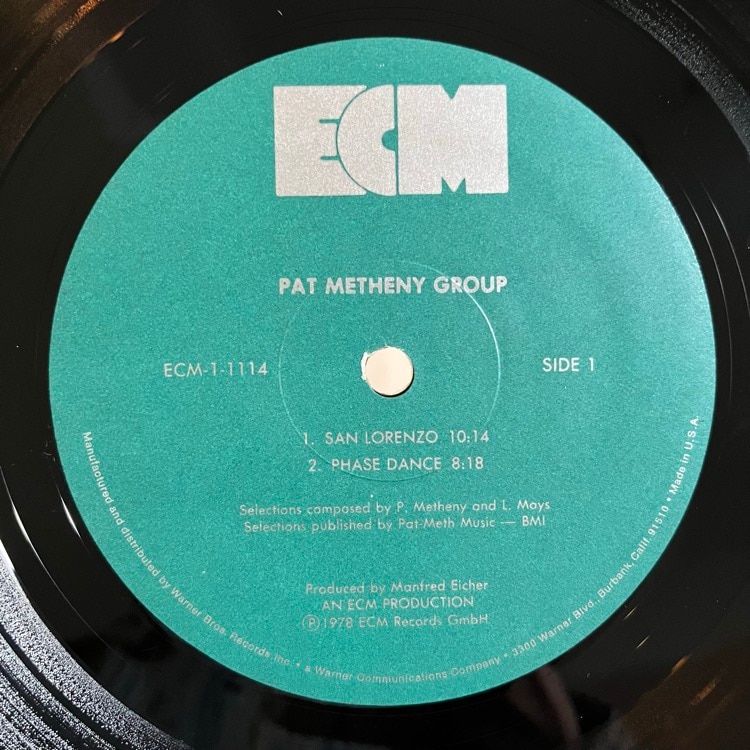 ECM
PAT METHENY GROUP
ECM-1-1114
SIDE 1
1. SAN LORENZO 10:14
2. PHASE DANCE 8:18
Selections composed by P. Metheny and L. Mays
Selections published by Pat-Meth Music — BMI
Produced by Manfred Eicher
AN ECM PRODUCTION
Ⓟ1978 ECM Records GmbH
Manufactured and distributed by Warner Bros. Records Inc. • a Warner Communications Company • 3300 Warner Blvd., Burbank, Calif. 91510 • Made in U.S.A.